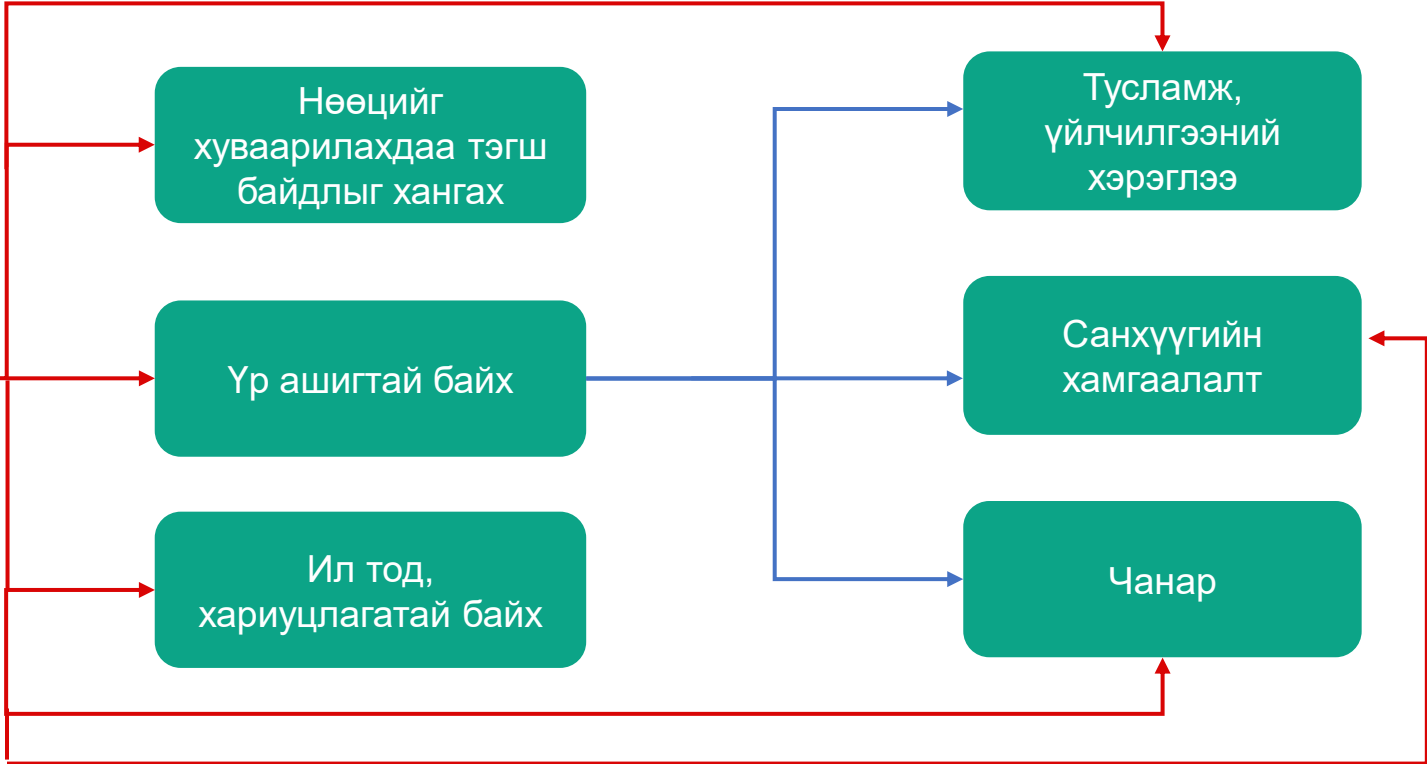 Нөөцийг
хуваарилахдаа тэгш
байдлыг хангах
Үр ашигтай байх
Ил тод,
хариуцлагатай байх
Тусламж,
үйлчилгээний
хэрэглээ
Санхүүгийн
хамгаалалт
Чанар